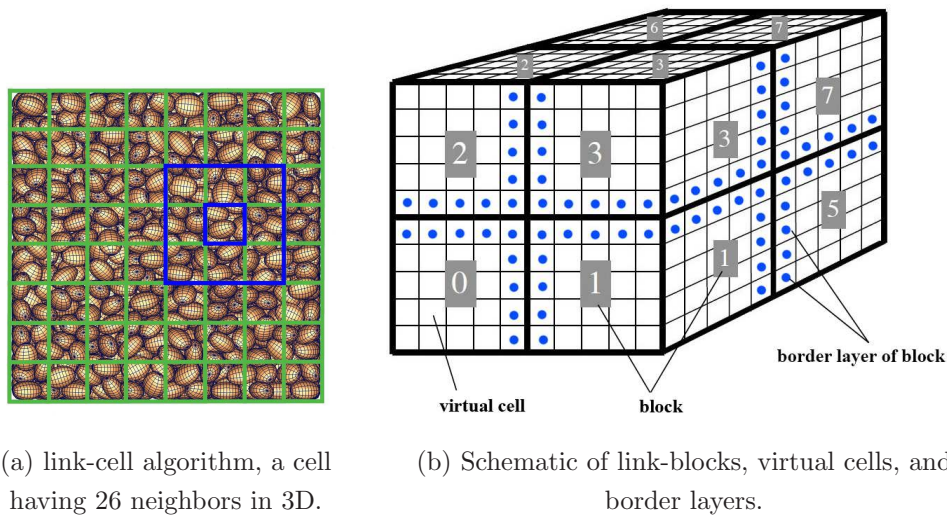 6
7
2
3
2
3
3
7
0
1
1
5
virtual cell
block
border layer of block
(a) link-cell algorithm, a cell
having 26 neighbors in 3D.
(b) Schematic of link-blocks, virtual cells, and
border layers.